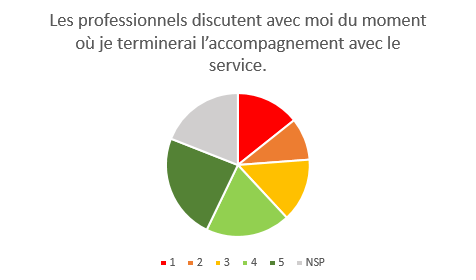 Les professionnels discutent avec moi du moment
où je terminerai l’accompagnement avec le
service.
1 2 3 4 5 NSP